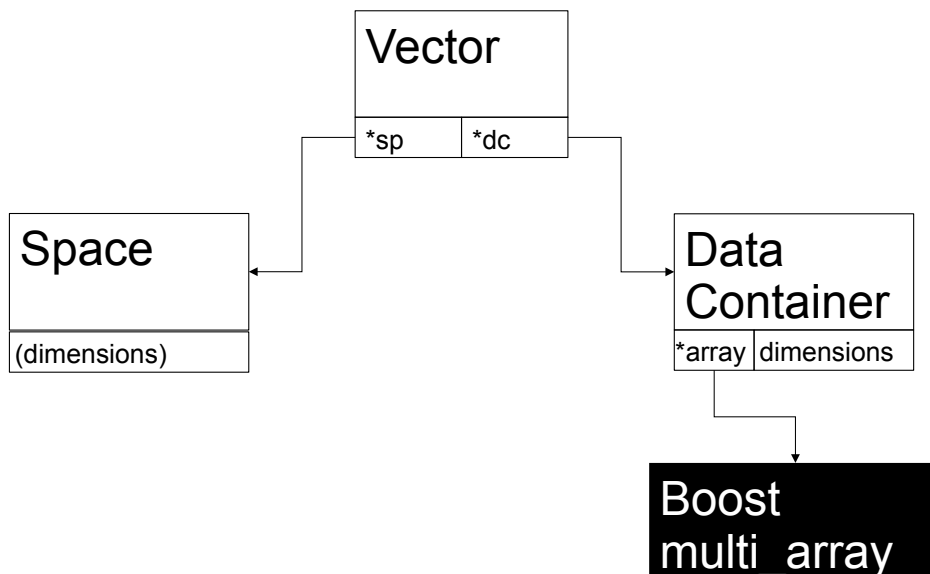 Vector
*sp
*dc
Space
(dimensions)
Data
Container
*array
dimensions
Boost
multi_array